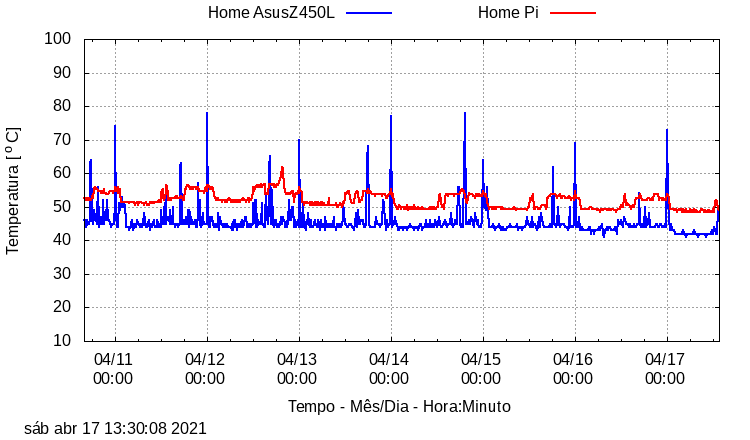 Home AsusZ450L
Home Pi
Temperatura [ º C]
100
90
80
70
60
50
40
30
20
10
04/11 04/12 04/13 04/14 04/15 04/16 04/17
00:00 00:00 00:00 00:00 00:00 00:00 00:00
Tempo - Mês/Dia - Hora:Minuto
sáb abr 17 13:30:08 2021